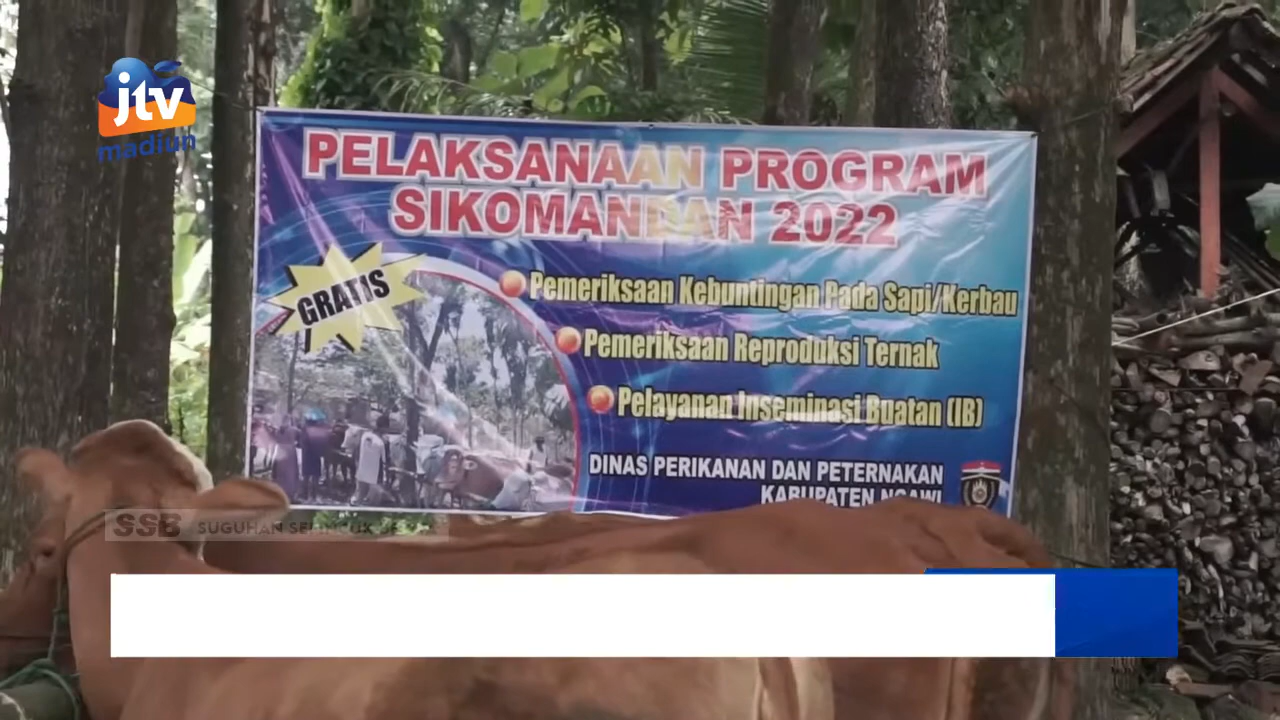 jtv
madiun
PELAKSANAAN PROGRAM
SIKOMANDAN 2022
GRATIS
Pemeriksaan Kebuntingan Pada Sapi/Kerbau
Pemeriksaan Reproduksi Ternak
Pelayanan Inseminasi Buatan (IB)
DINAS PERIKANAN DAN PETERNAKAN
KABUPATEN NGAWI
SSB SUGUHAN